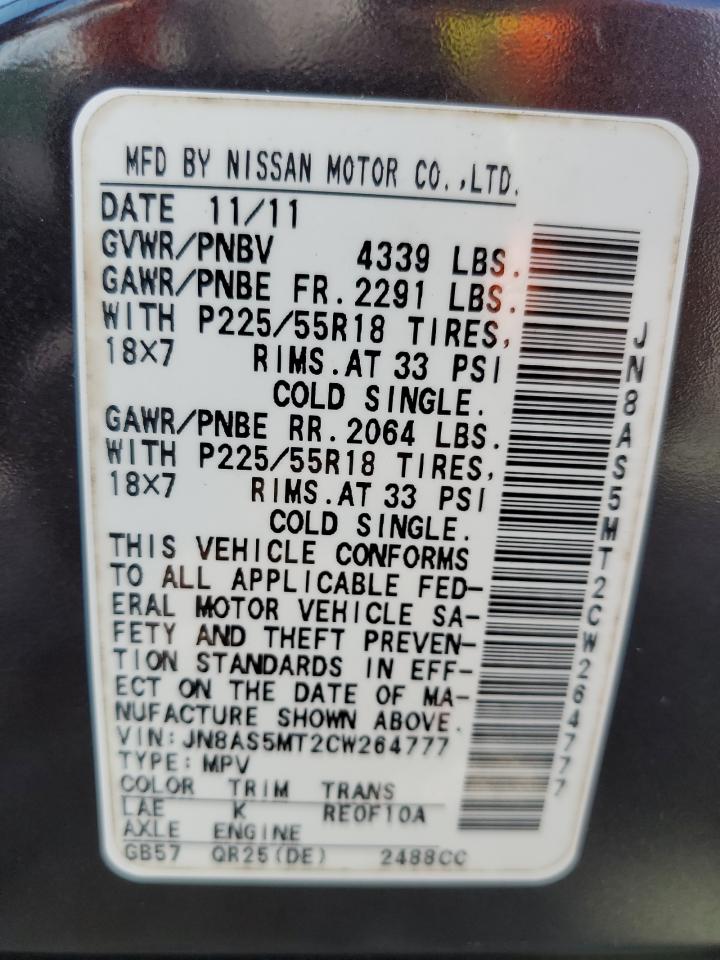 MFD BY NISSAN MOTOR CO.,LTD.
DATE 11/11
GVWR/PNBV 4339 LBS.
GAWR/PNBE FR.2291 LBS.
WITH P225/55R18 TIRES,
18X7 RIMS.AT 33 PSI
COLD SINGLE.
GAWR/PNBE RR.2064 LBS.
WITH P225/55R18 TIRES,
18X7 RIMS.AT 33 PSI
COLD SINGLE.
THIS VEHICLE CONFORMS
TO ALL APPLICABLE FED-
ERAL MOTOR VEHICLE SA-
FETY AND THEFT PREVEN-
TION STANDARDS IN EFF-
ECT ON THE DATE OF MA-
NUFACTURE SHOWN ABOVE.
VIN:JN8AS5MT2CW264777
TYPE:MPV
COLOR TRIM TRANS
LAE K RE0F10A
AXLE ENGINE
GB57 QR25(DE) 2488CC
JN8AS5MT2CW264777